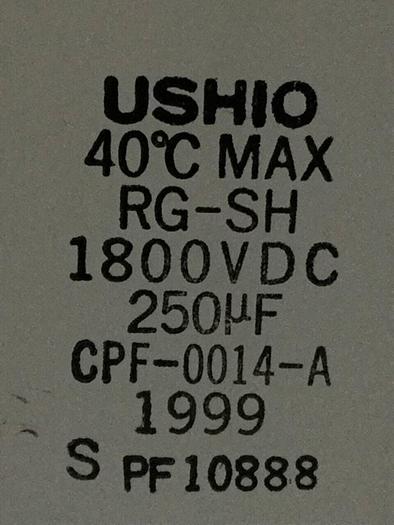 USHIO
40℃ MAX
RG-SH
1800VDC
250μF
CPF-0014-A
1999
S PF10888